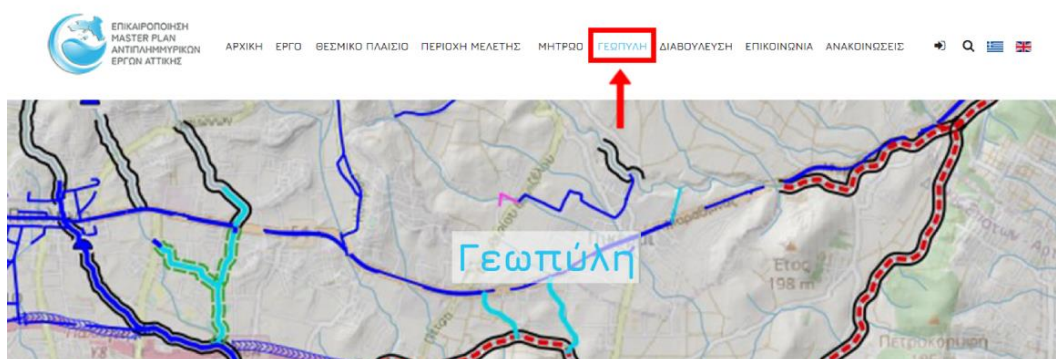 ΕΠΙΚΑΙΡΟΠΟΙΗΣΗ
MASTER PLAN
ΑΝΤΙΠΛΗΜΜΥΡΙΚΩΝ
ΕΡΓΩΝ ΑΤΤΙΚΗΣ
ΑΡΧΙΚΗ ΕΡΓΟ ΘΕΣΜΙΚΟ ΠΛΑΙΣΙΟ ΠΕΡΙΟΧΗ ΜΕΛΕΤΗΣ ΜΗΤΡΩΟ ΓΕΩΠΥΛΗ ΔΙΑΒΟΥΛΕΥΣΗ ΕΠΙΚΟΙΝΩΝΙΑ ΑΝΑΚΟΙΝΩΣΕΙΣ
Γεωπύλη
Έτος
198 m